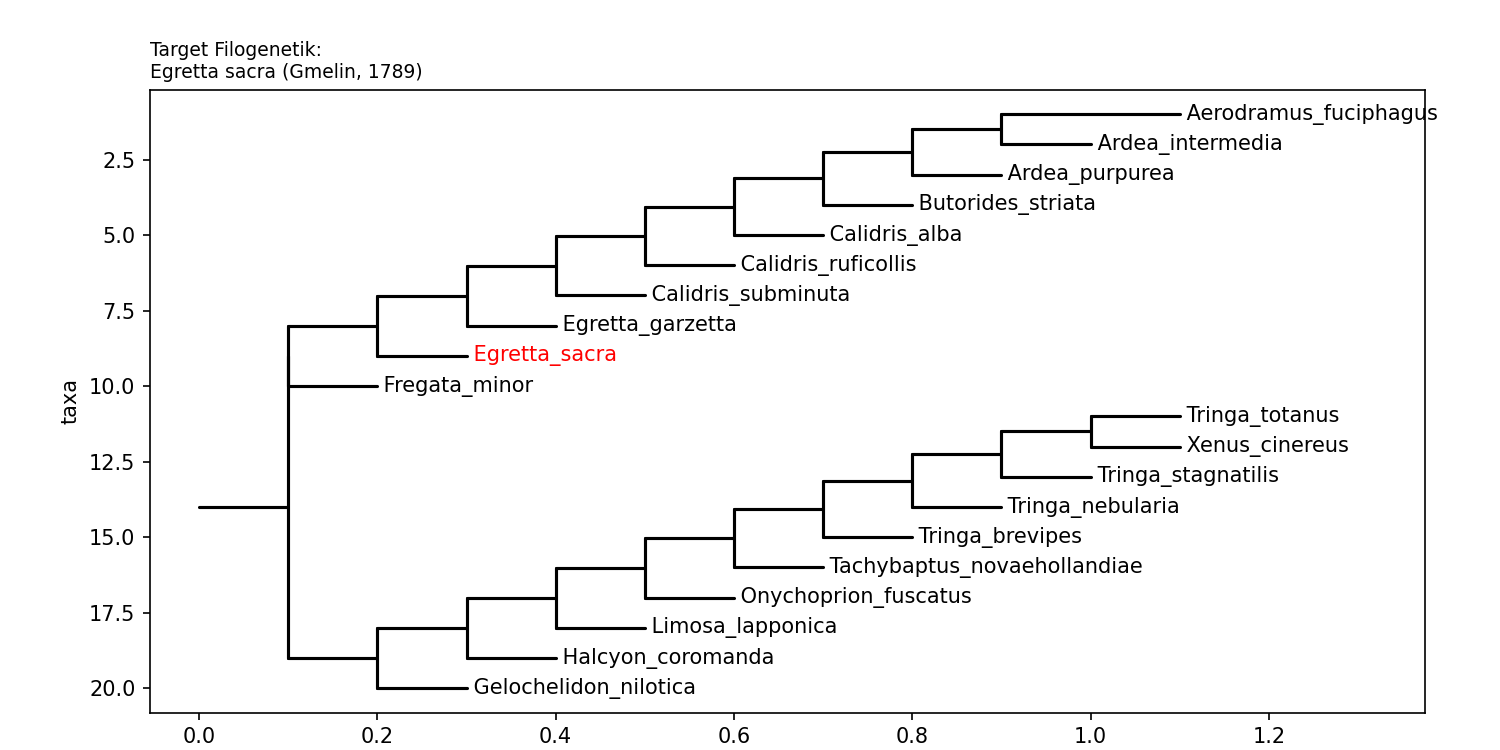 Target Filogenetik:
Egretta sacra (Gmelin, 1789)
Aerodramus_fuciphagus
Ardea_intermedia
2.5
Ardea_purpurea
Butorides_striata
5.0
Calidris_alba
Calidris_ruficollis
Calidris_subminuta
7.5
Egretta_garzetta
Egretta_sacra
10.0
Fregata_minor
taxa
Tringa_totanus
Xenus_cinereus
12.5
Tringa_stagnatilis
Tringa_nebularia
15.0
Tringa_brevipes
Tachybaptus_novaehollandiae
Onychoprion_fuscatus
17.5
Limosa_lapponica
Halcyon_coromanda
20.0
Gelochelidon_nilotica
0.0 0.2 0.4 0.6 0.8 1.0 1.2